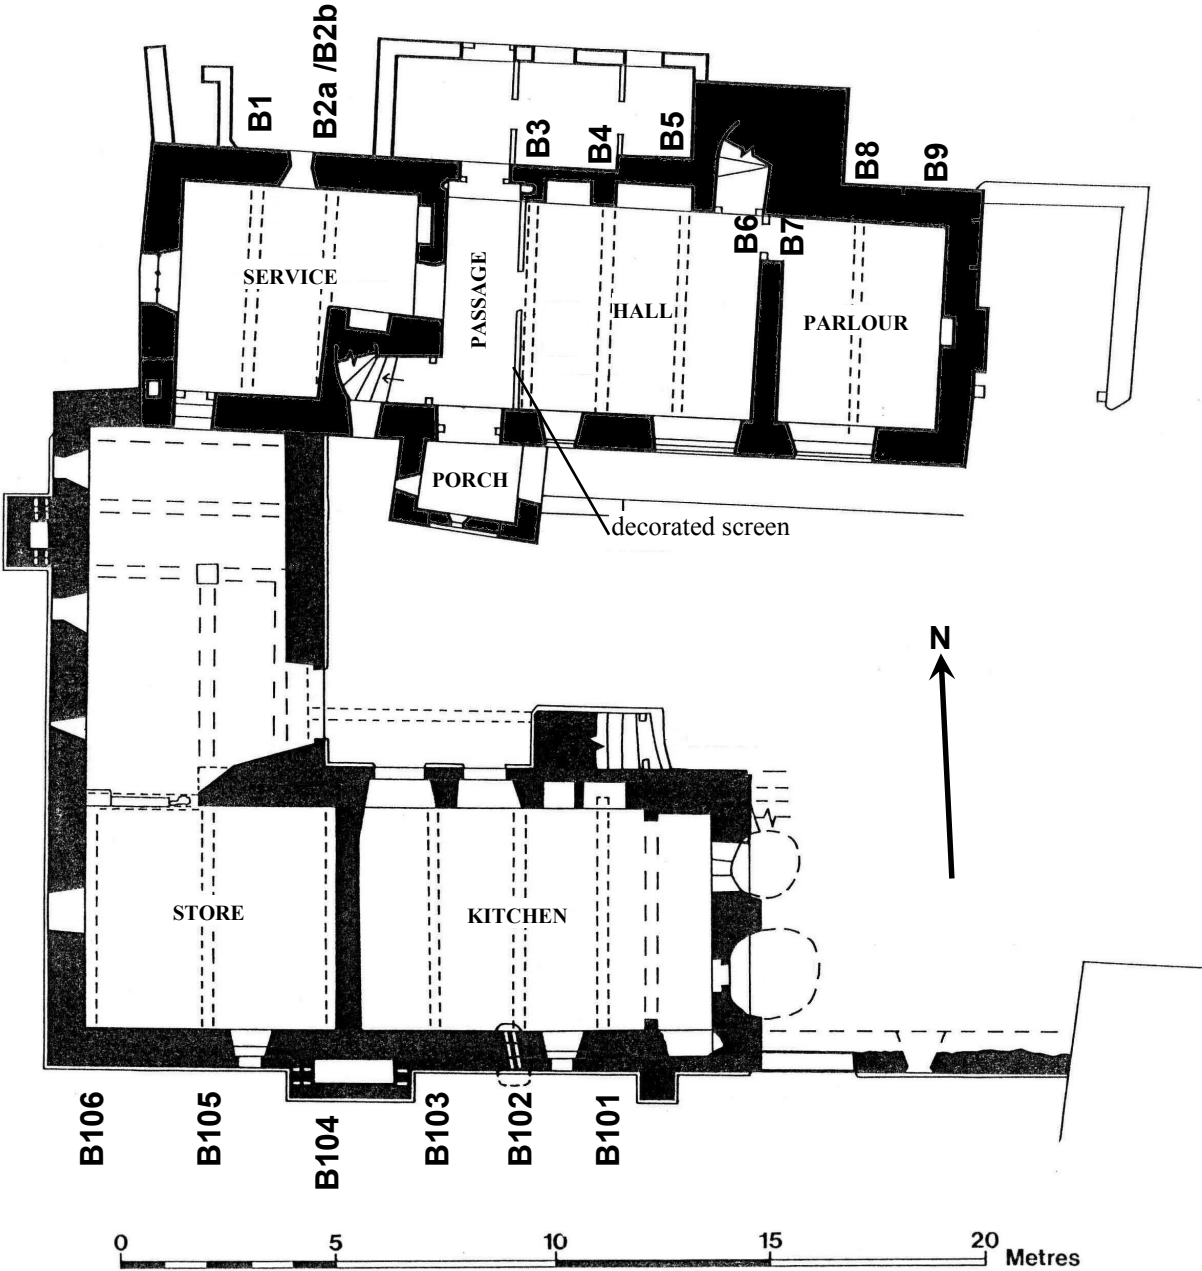 B1
B2a /B2b
B3
B4
B5
B8
B9
B6
B7
SERVICE
PASSAGE
HALL
PARLOUR
PORCH
decorated screen
N
STORE
KITCHEN
B106
B105
B104
B103
B102
B101
0 5 10 15 20 Metres